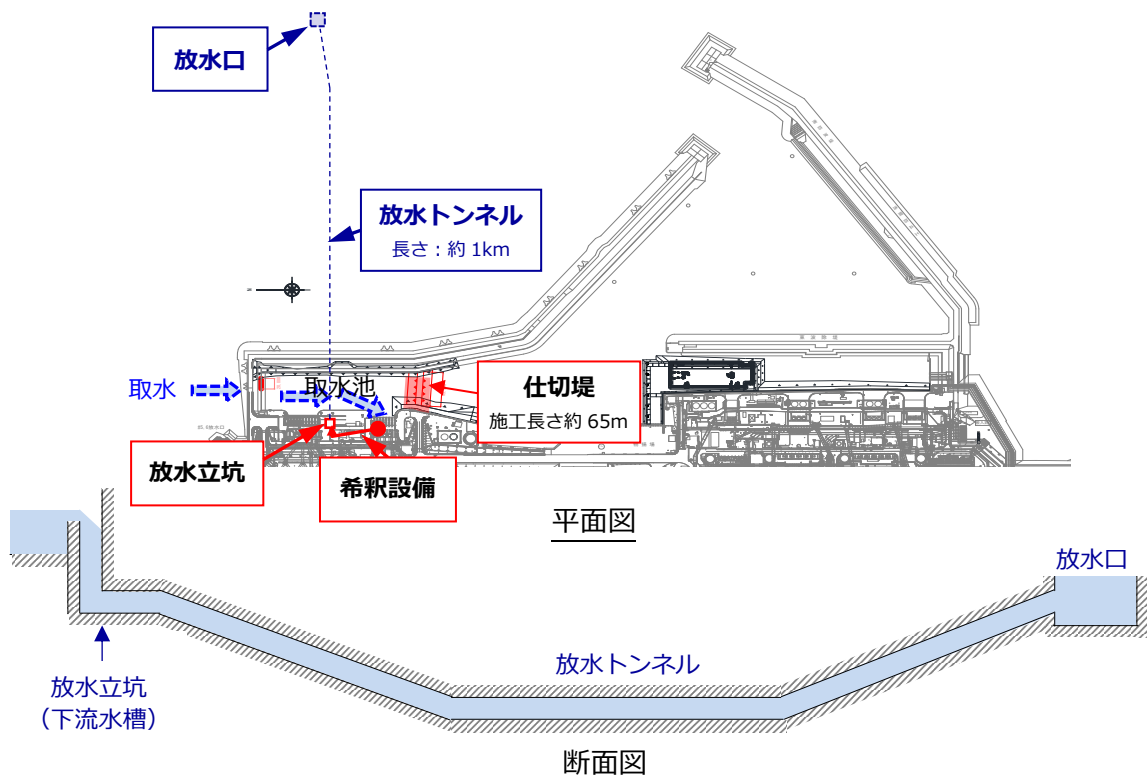 放水口
放水トンネル
長さ：約 1km
取水
取水池
仕切堤
施工長さ約 65m
放水立坑
希釈設備
平面図
放水口
放水トンネル
放水立坑
（下流水槽）
断面図